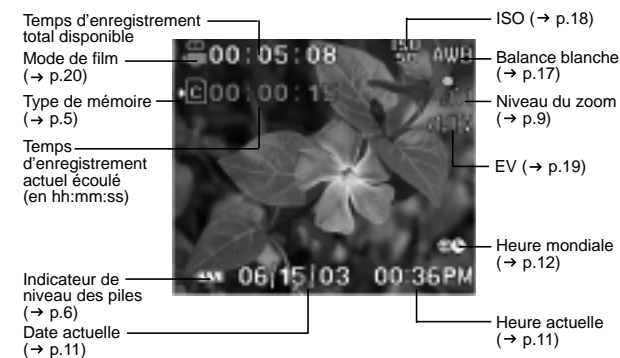 Temps d'enregistrement
total disponible
Mode de film
(→ p.20)
Type de mémoire
(→ p.5)
Temps
d'enregistrement
actuel écoulé
(en hh:mm:ss)
Indicateur de
niveau des piles
(→ p.6)
Date actuelle
(→ p.11)
00:05:08
C 00:00:15
ISO
50
06/15/03 00:36PM
ISO (→ p.18)
Balance blanche
(→ p.17)
Niveau du zoom
(→ p.9)
EV (→ p.19)
Heure mondiale
(→ p.12)
Heure actuelle
(→ p.11)